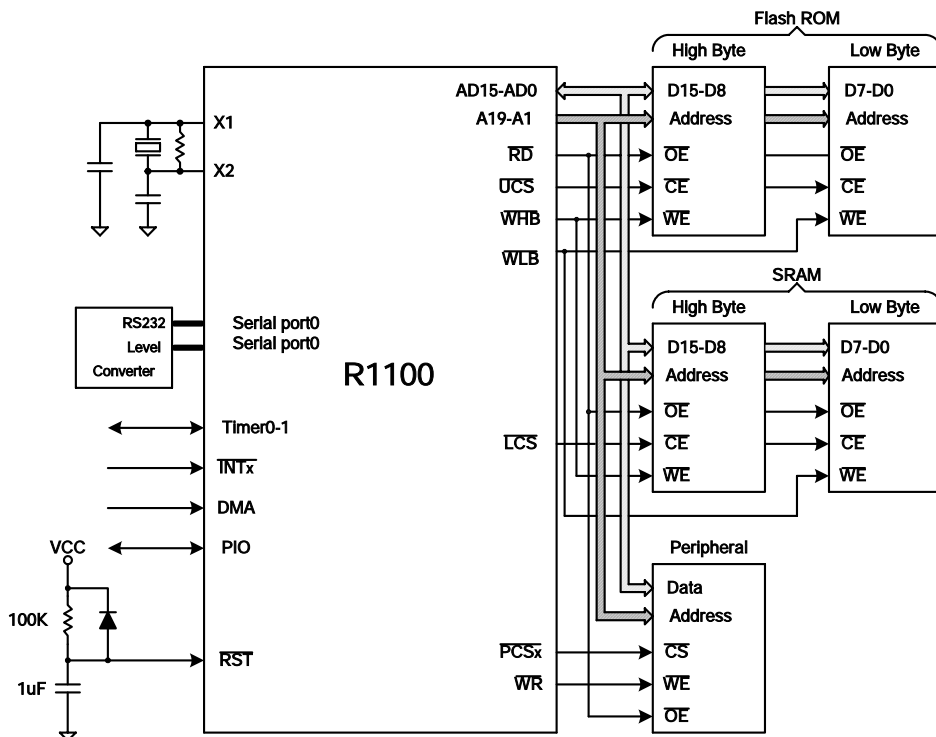 Flash ROM
High Byte Low Byte
AD15-AD0 D15-D8 D7-D0
X1 A19-A1 Address Address
RD OE OE
X2 UCS CE CE
WHB WE WE
WLB
SRAM
High Byte Low Byte
RS232 Serial port0 D15-D8 D7-D0
Level Serial port0
Converter R1100 Address Address
OE OE
Timer0-1 LCS CE CE
INTx WE WE
DMA
VCC PIO Peripheral
Data
100K Address
RST PCSx CS
1uF WR WE
OE